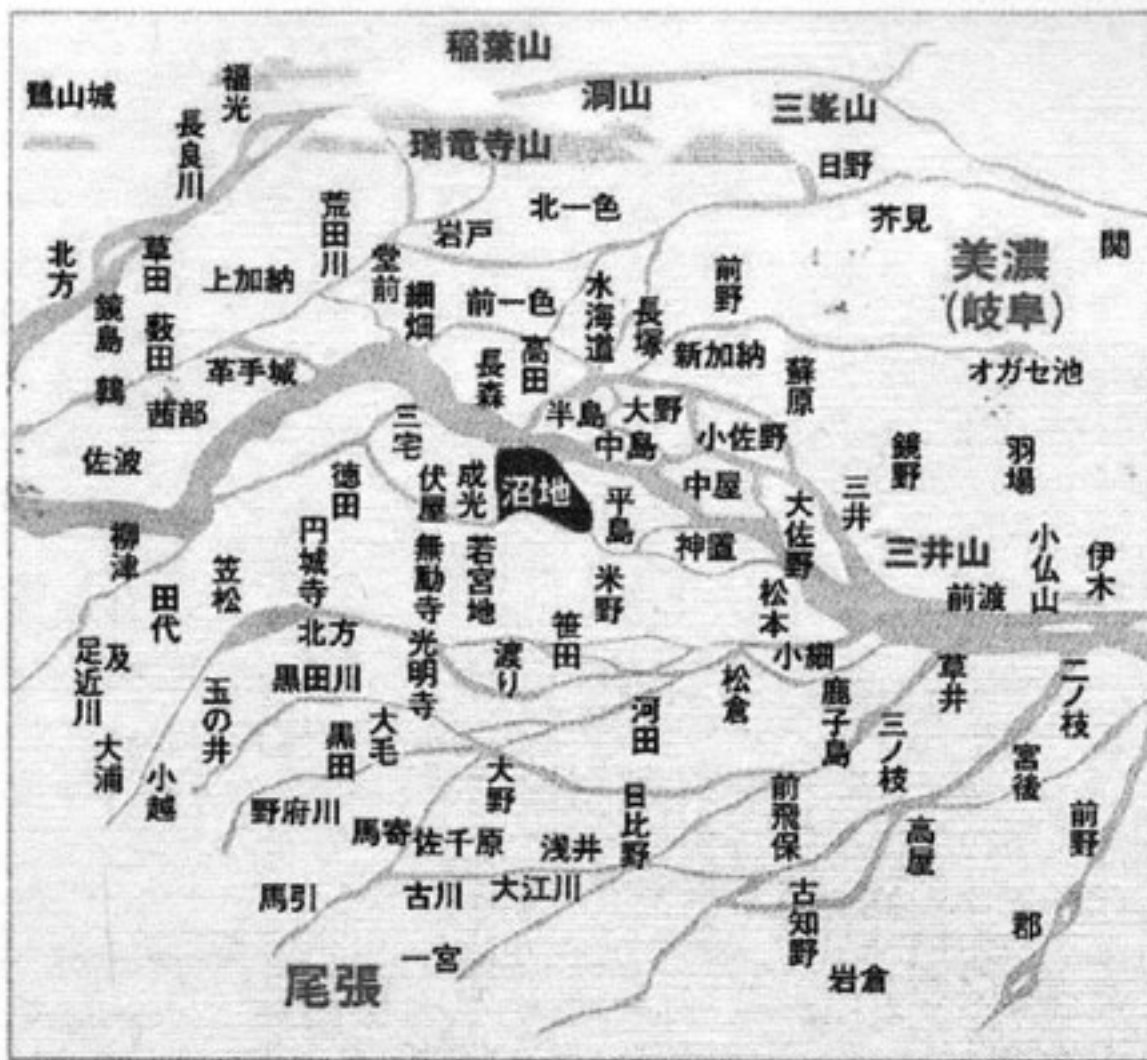 稲葉山
鷺山城
福光
洞山
三峯山
長良川
瑞竜寺山
日野
荒田川
北一色
芥見
岩戸
関
北方
草田
上加納
堂前
美濃
(岐阜)
細畑
前一色
水海道
長塚
前野
鏡島
薮田
高田
新加納
蘇原
オガセ池
革手城
長森
鶉
茜部
三宅
半島
大野
中島
小佐野
鏡野
羽場
佐波
徳田
伏屋
成光
沼地
平島
中屋
大佐野
三井
柳津
円城寺
無動寺
若宮地
神置
三井山
小仏山
伊木
前渡
笠松
田代
北方
米野
松本
笹田
小細
足近川
及
黒田川
光明寺
渡り
松倉
鹿子島
草井
二ノ枝
玉の井
大毛
河田
三ノ枝
大浦
黒田
小越
大野
日比野
前飛保
宮後
野府川
前野
馬寄
佐千原
浅井
高屋
馬引
古川
大江川
古知野
郡
一宮
岩倉
尾張